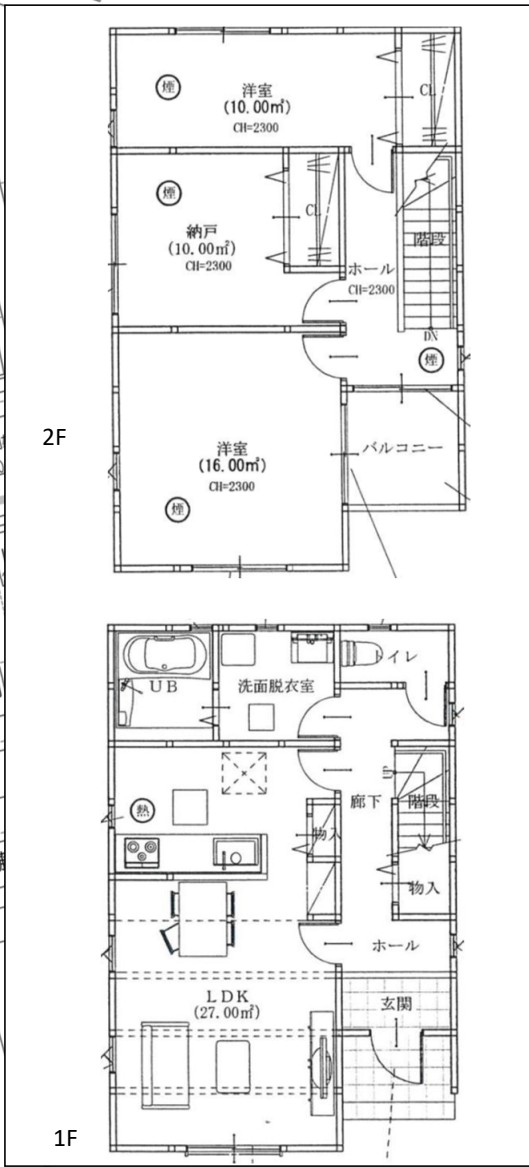 洋室
(10.00㎡)
CH=2300
煙
CL
煙
納戸
(10.00㎡)
CH=2300
CL
階段
ホール
CH=2300
DN
煙
2F
洋室
(16.00㎡)
CH=2300
煙
バルコニー
UB
洗面脱衣室
トイレ
UP
熱
廊下
階段
物入
物入
ホール
LDK
(27.00㎡)
玄関
1F